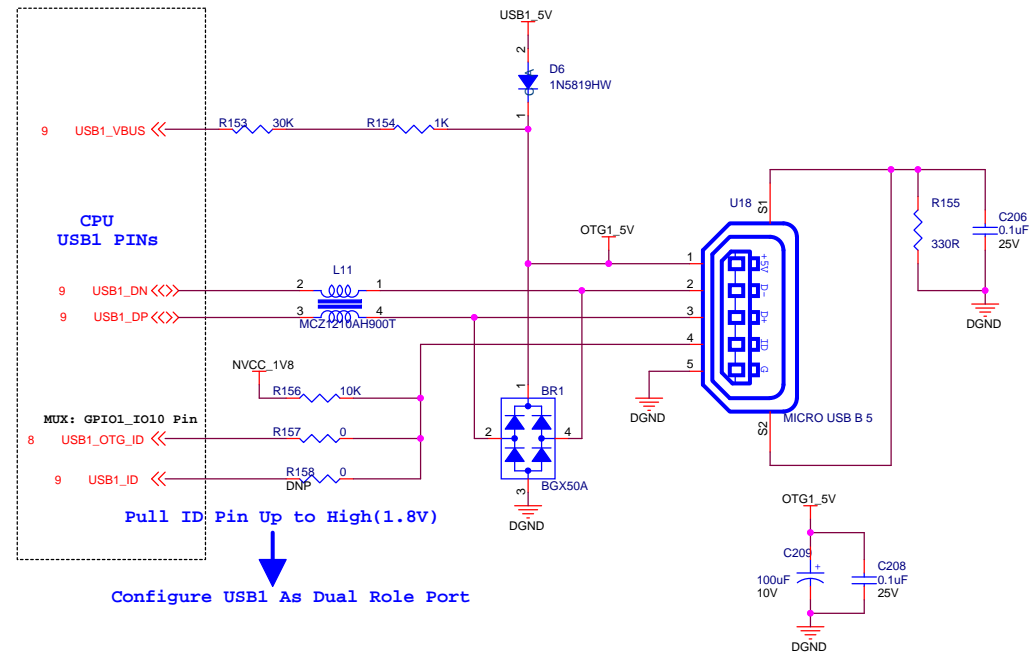 USB1_5V
2
D6
1N5819HW
C
A
1
9 USB1_VBUS
R153 30K
R154 1K
CPU
USB1 PINs
U18
S1
R155
330R
C206
0.1uF
25V
DGND
OTG1_5V
L11
9 USB1_DN
2 1
9 USB1_DP
3 4
MCZ1210AH900T
1 +5V
2 D-
3 D+
4 ID
5 G
NVCC_1V8
R156 10K
DGND
MICRO USB B 5
S2
MUX: GPIO1_IO10 Pin
8 USB1_OTG_ID
R157 0
9 USB1_ID
R158 0
DNP
1
BR1
2 4
3
BGX50A
DGND
Pull ID Pin Up to High(1.8V)
Configure USB1 As Dual Role Port
OTG1_5V
C209
+
100uF
10V
C208
0.1uF
25V
DGND